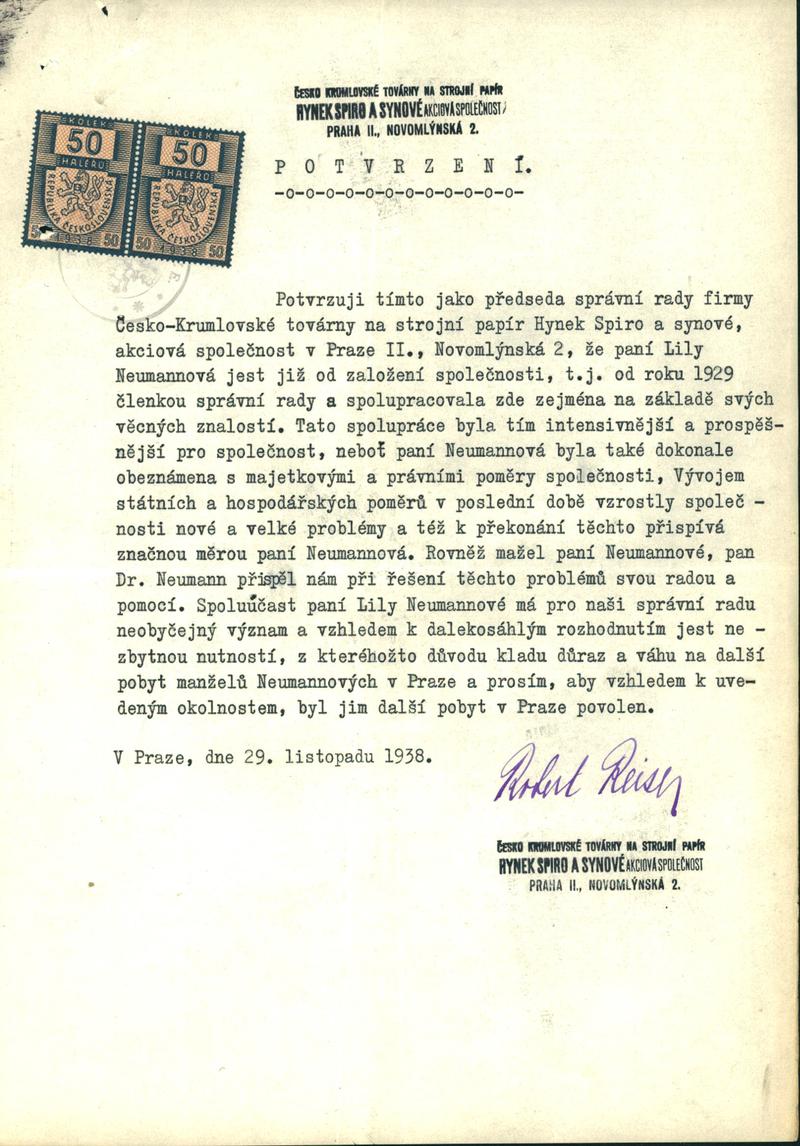 ČESKO KRUMLOVSKÉ TOVÁRNY NA STROJNÍ PAPÍR
HYNEK SPIRO A SYNOVÉ AKCIOVÁ SPOLEČNOST
PRAHA II., NOVOMLÝNSKÁ 2.
KOLEK KOLEK
50 50
HALÉŘŮ HALÉŘŮ
REPUBLIKA ČESKOSLOVENSKÁ REPUBLIKA ČESKOSLOVENSKÁ
50 1938 50 50 1938 50
POTVRZENÍ.
-o-o-o-o-o-o-o-o-o-o-o-
Potvrzuji tímto jako předseda správní rady firmy
Česko-Krumlovské továrny na strojní papír Hynek Spiro a synové,
akciová společnost v Praze II., Novomlýnská 2, že paní Lily
Neumannová jest již od založení společnosti, t.j. od roku 1929
členkou správní rady a spolupracovala zde zejména na základě svých
věcných znalostí. Tato spolupráce byla tím intensivnější a prospěš-
nější pro společnost, neboť paní Neumannová byla také dokonale
obeznámena s majetkovými a právními poměry společnosti, Vývojem
státních a hospodářských poměrů v poslední době vzrostly společ -
nosti nové a velké problémy a též k překonání těchto přispívá
značnou měrou paní Neumannová. Rovněž mažel paní Neumannové, pan
Dr. Neumann přispěl nám při řešení těchto problémů svou radou a
pomocí. Spoluúčast paní Lily Neumannové má pro naši správní radu
neobyčejný význam a vzhledem k dalekosáhlým rozhodnutím jest ne -
zbytnou nutností, z kteréhožto důvodu kladu důraz a váhu na další
pobyt manželů Neumannových v Praze a prosím, aby vzhledem k uve-
deným okolnostem, byl jim další pobyt v Praze povolen.
V Praze, dne 29. listopadu 1938.
Robert Reiser
ČESKO KRUMLOVSKÉ TOVÁRNY NA STROJNÍ PAPÍR
HYNEK SPIRO A SYNOVÉ AKCIOVÁ SPOLEČNOST
PRAHA II., NOVOMLÝNSKÁ 2.